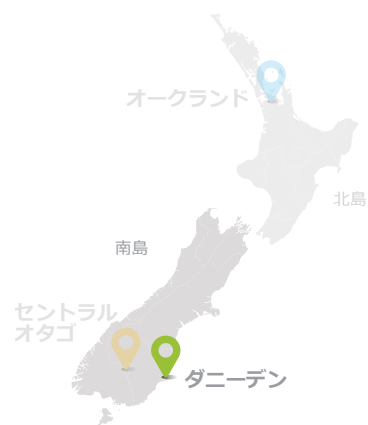 オークランド
北島
南島
セントラル
オタゴ
ダニーデン